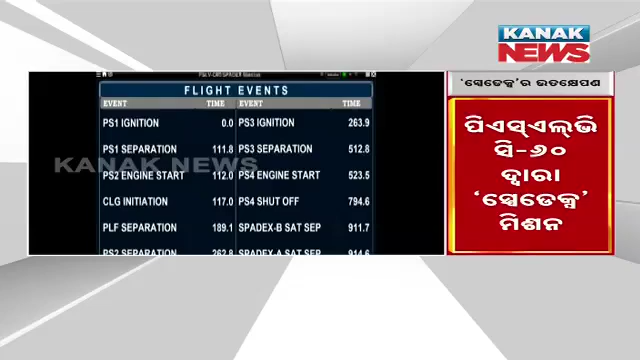 KANAK
NEWS
'ସ୍ପେଡେକ୍ସ'ର ଉତକ୍ଷେପଣ
ପିଏସ୍ଏଲ୍‌ଭି
ସି-୬୦
ଦ୍ୱାରା
'ସ୍ପେଡେକ୍ସ'
ମିଶନ
FLIGHT EVENTS
EVENT TIME EVENT TIME
PS1 IGNITION 0.0 PS3 IGNITION 263.9
PS1 SEPARATION 111.8 PS3 SEPARATION 512.8
PS2 ENGINE START 112.0 PS4 ENGINE START 523.5
CLG INITIATION 117.0 PS4 SHUT OFF 794.6
PLF SEPARATION 189.1 SPADEX-B SAT SEP 911.7
PS2 SEPARATION 262.8 SPADEX-A SAT SEP 914.6
KANAK NEWS